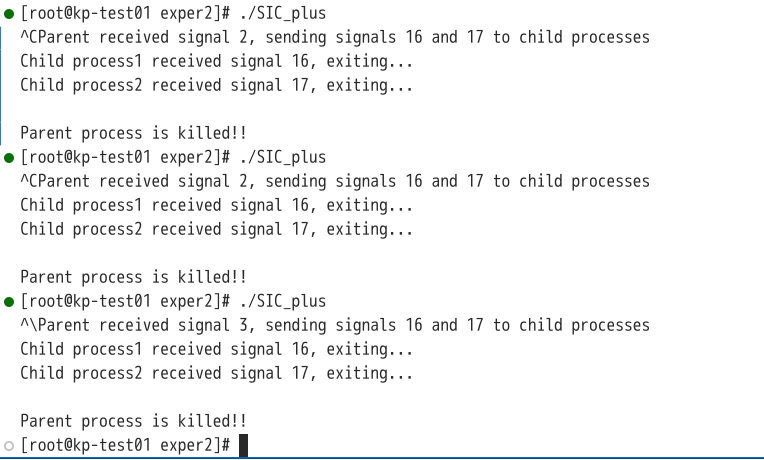 [root@kp-test01 exper2]# ./SIC_plus
^CParent received signal 2, sending signals 16 and 17 to child processes
Child process1 received signal 16, exiting...
Child process2 received signal 17, exiting...
Parent process is killed!!
[root@kp-test01 exper2]# ./SIC_plus
^CParent received signal 2, sending signals 16 and 17 to child processes
Child process1 received signal 16, exiting...
Child process2 received signal 17, exiting...
Parent process is killed!!
[root@kp-test01 exper2]# ./SIC_plus
^\Parent received signal 3, sending signals 16 and 17 to child processes
Child process1 received signal 16, exiting...
Child process2 received signal 17, exiting...
Parent process is killed!!
[root@kp-test01 exper2]#